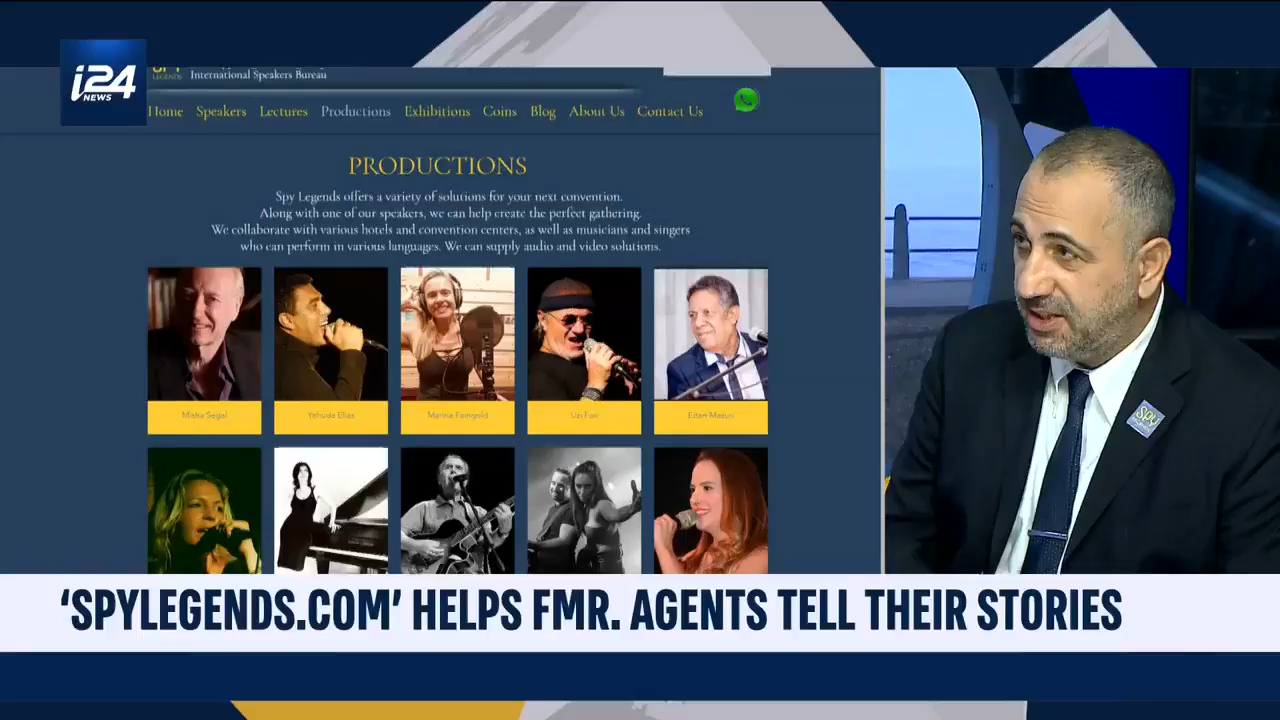 i24
NEWS
LEGENDS
International Speakers Bureau
Home Speakers Lectures Productions Exhibitions Coins Blog About Us Contact Us
PRODUCTIONS
Spy Legends offers a variety of solutions for your next convention.
Along with one of our speakers, we can help create the perfect gathering.
We collaborate with various hotels and convention centers, as well as musicians and singers
who can perform in various languages. We can supply audio and video solutions.
Misha Segal Yehuda Elias Marina Feingold Uzi Fox Eitan Masuri
SPY
‘SPYLEGENDS.COM’ HELPS FMR. AGENTS TELL THEIR STORIES